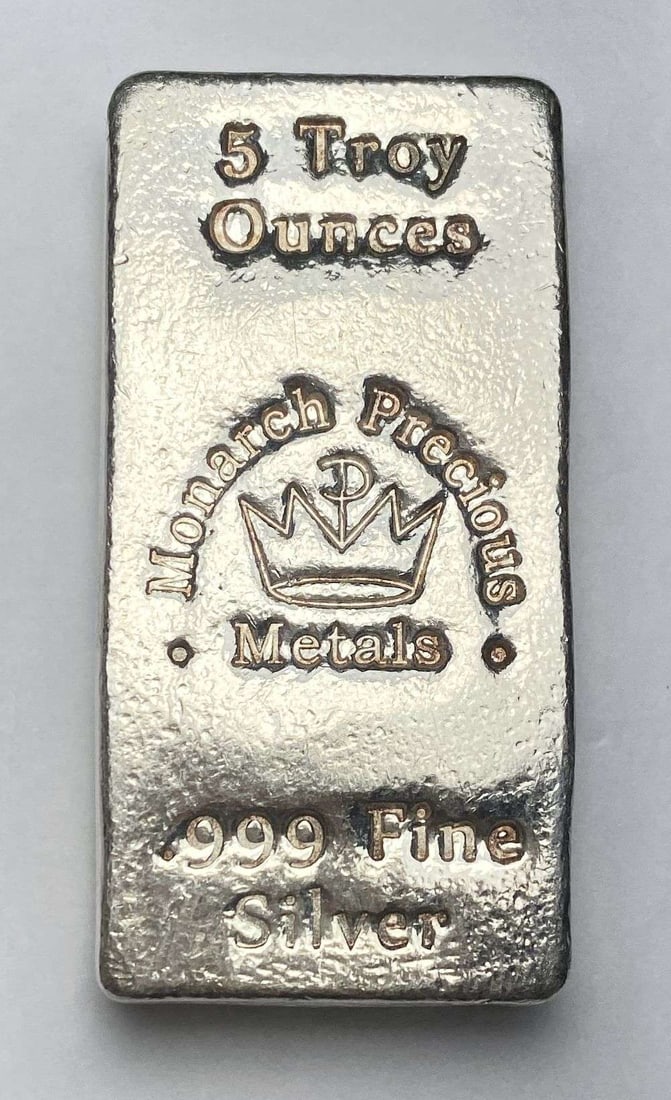 5 Troy
Ounces
Monarch Precious
Metals
.999 Fine
Silver